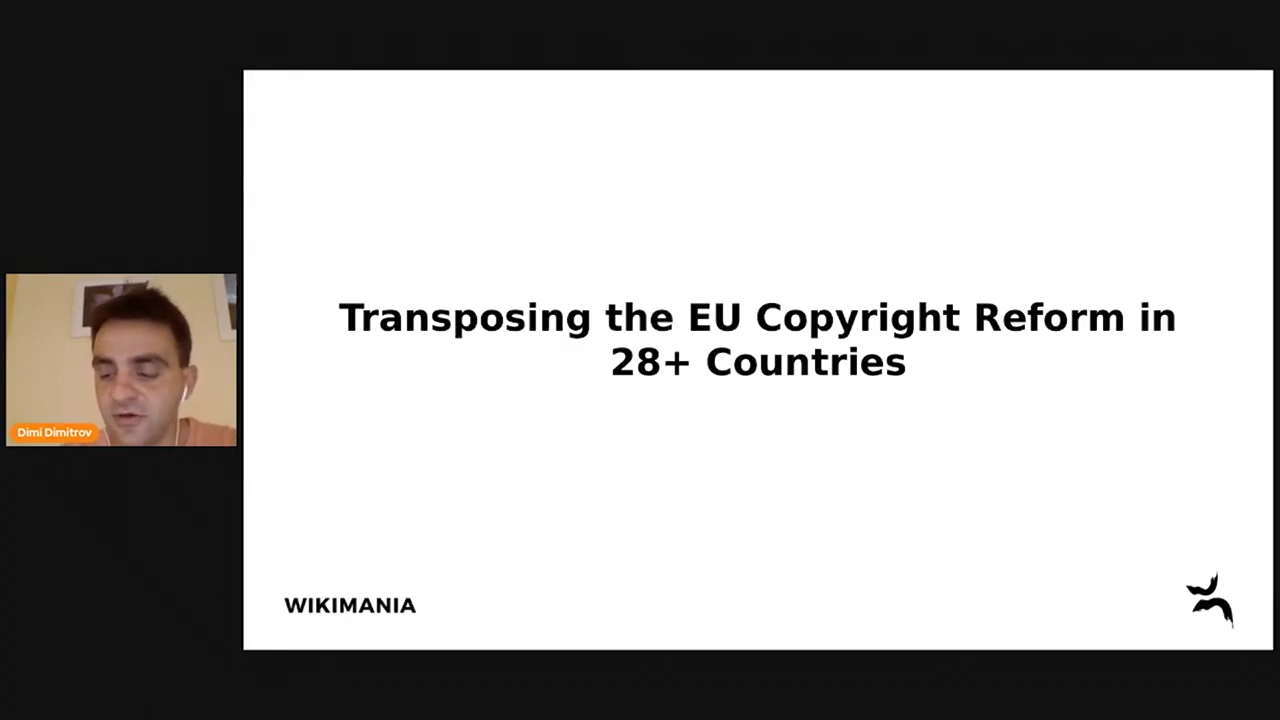 Transposing the EU Copyright Reform in
28+ Countries
Dimi Dimitrov
WIKIMANIA